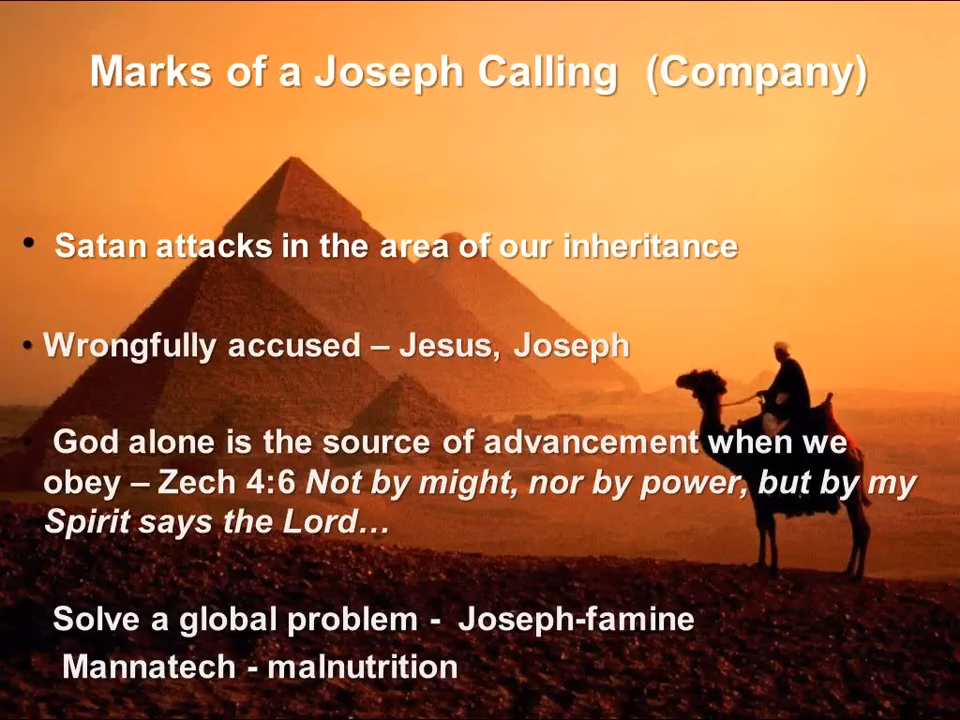 Marks of a Joseph Calling (Company)
• Satan attacks in the area of our inheritance
• Wrongfully accused – Jesus, Joseph
• God alone is the source of advancement when we
obey – Zech 4:6 Not by might, nor by power, but by my
Spirit says the Lord…
Solve a global problem - Joseph-famine
Mannatech - malnutrition